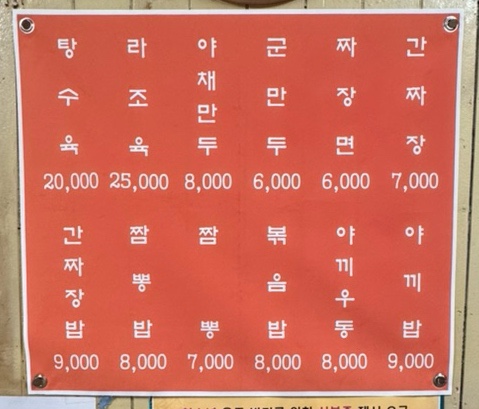 탕수육 20,000
라조육 25,000
야채만두 8,000
군만두 6,000
짜장면 6,000
간짜장 7,000
간짜장밥 9,000
짬뽕밥 8,000
짬뽕 7,000
볶음밥 8,000
야끼우동 8,000
야끼밥 9,000